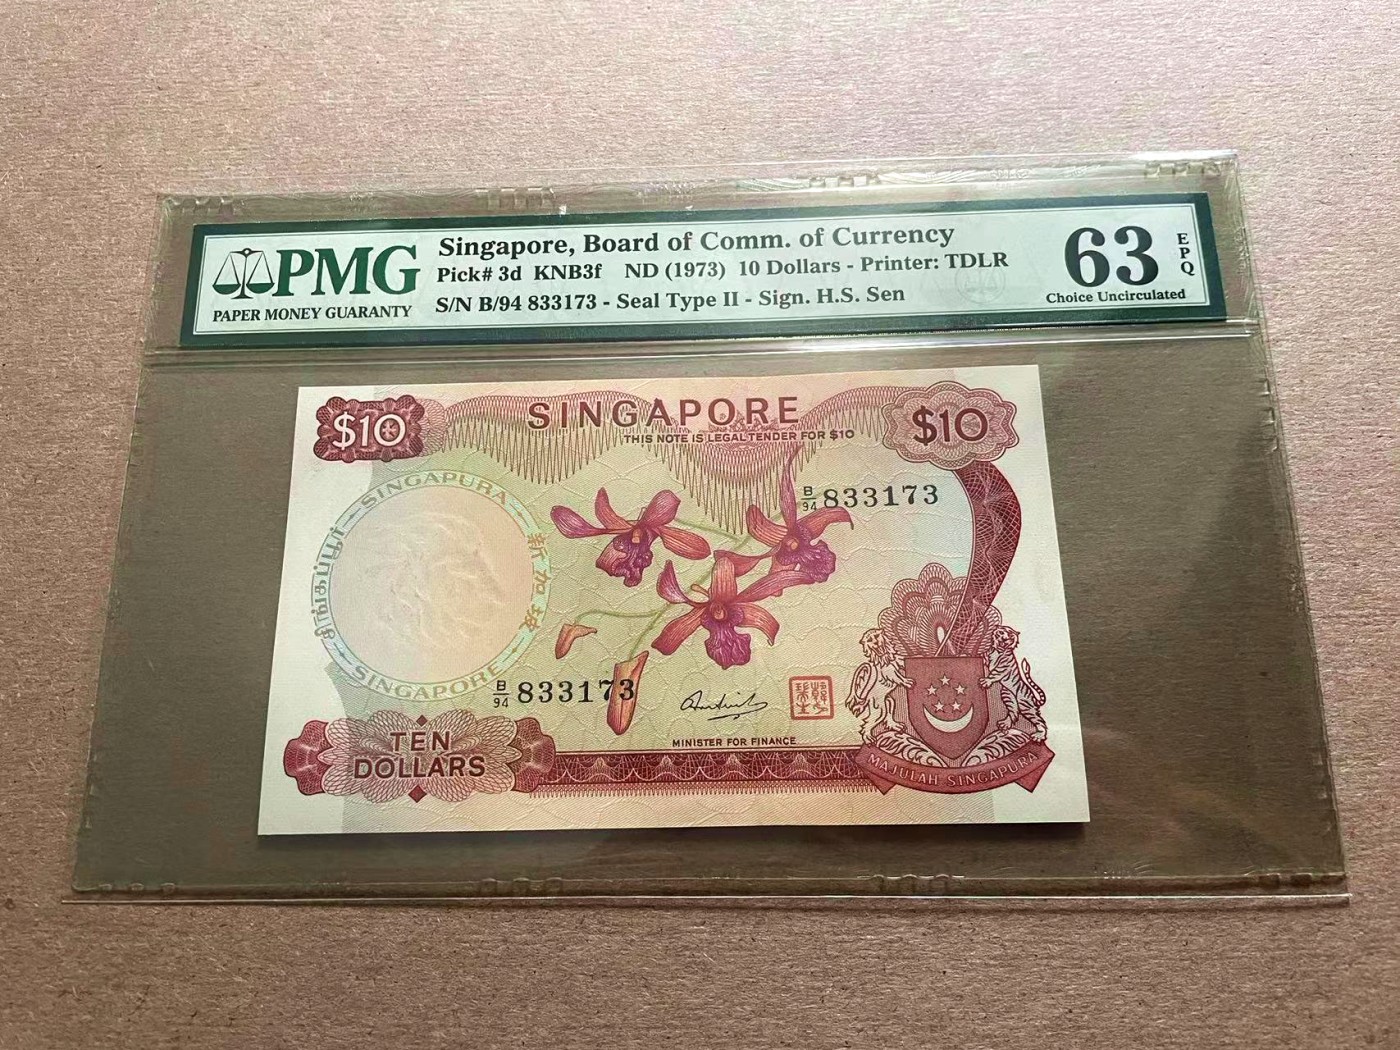 PMG
PAPER MONEY GUARANTY
Singapore, Board of Comm. of Currency
Pick# 3d KNB3f ND (1973) 10 Dollars - Printer: TDLR
S/N B/94 833173 - Seal Type II - Sign. H.S. Sen
63
EPQ
Choice Uncirculated
$10
SINGAPORE
THIS NOTE IS LEGAL TENDER FOR $10
$10
B/94 833173
SINGAPURA
சிங்கப்பூர்
新加坡
SINGAPORE
B/94 833173
MINISTER FOR FINANCE
TEN
DOLLARS
MAJULAH SINGAPURA